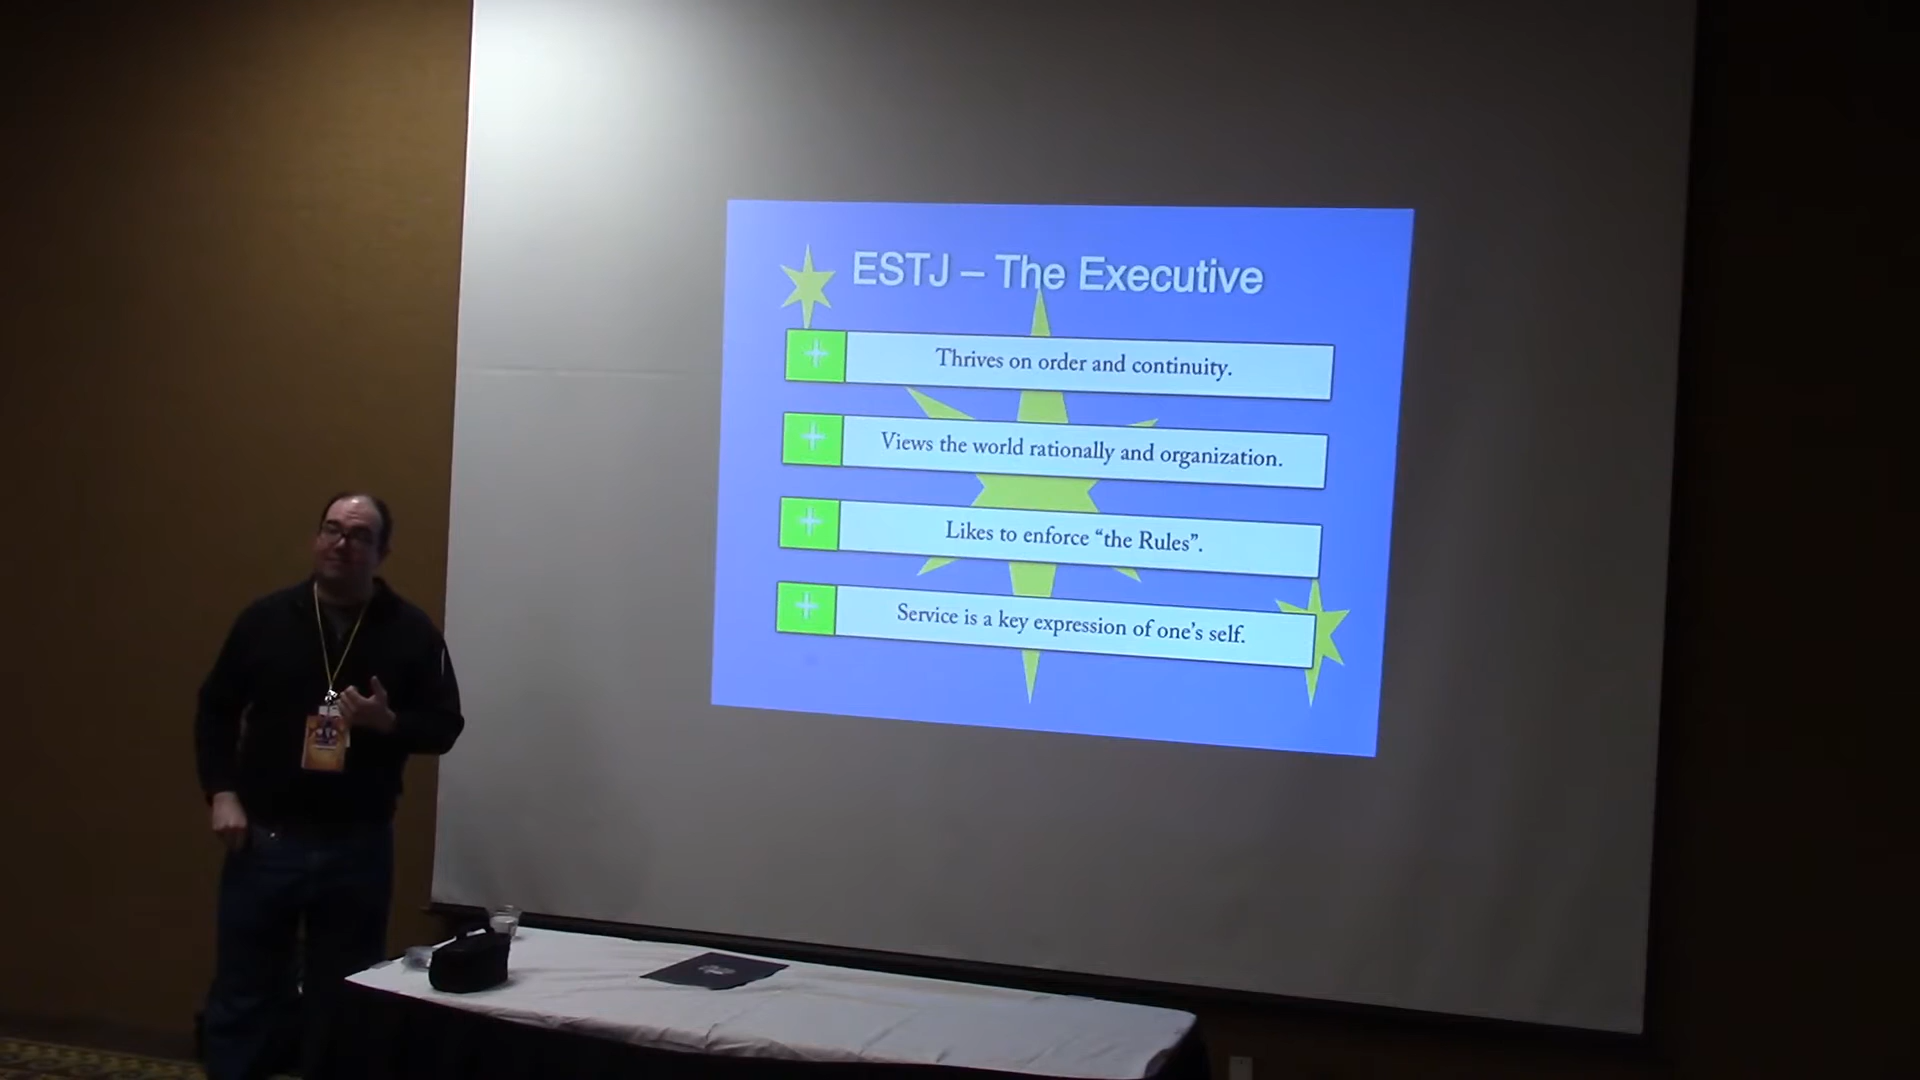 ESTJ – The Executive
Thrives on order and continuity.
Views the world rationally and organization.
Likes to enforce “the Rules”.
Service is a key expression of one’s self.